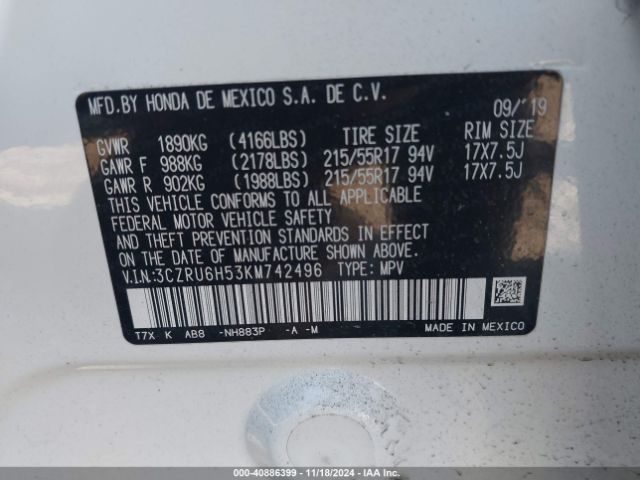 MFD.BY HONDA DE MEXICO S.A. DE C.V. 09/'19
GVWR 1890KG (4166LBS) TIRE SIZE RIM SIZE
GAWR F 988KG (2178LBS) 215/55R17 94V 17X7.5J
GAWR R 902KG (1988LBS) 215/55R17 94V 17X7.5J
THIS VEHICLE CONFORMS TO ALL APPLICABLE
FEDERAL MOTOR VEHICLE SAFETY
AND THEFT PREVENTION STANDARDS IN EFFECT
ON THE DATE OF MANUFACTURE SHOWN ABOVE.
V.I.N:3CZRU6H53KM742496 TYPE: MPV
T7X K AB8 -NH883P -A -M MADE IN MEXICO
000-40886399 - 11/18/2024 - IAA Inc.